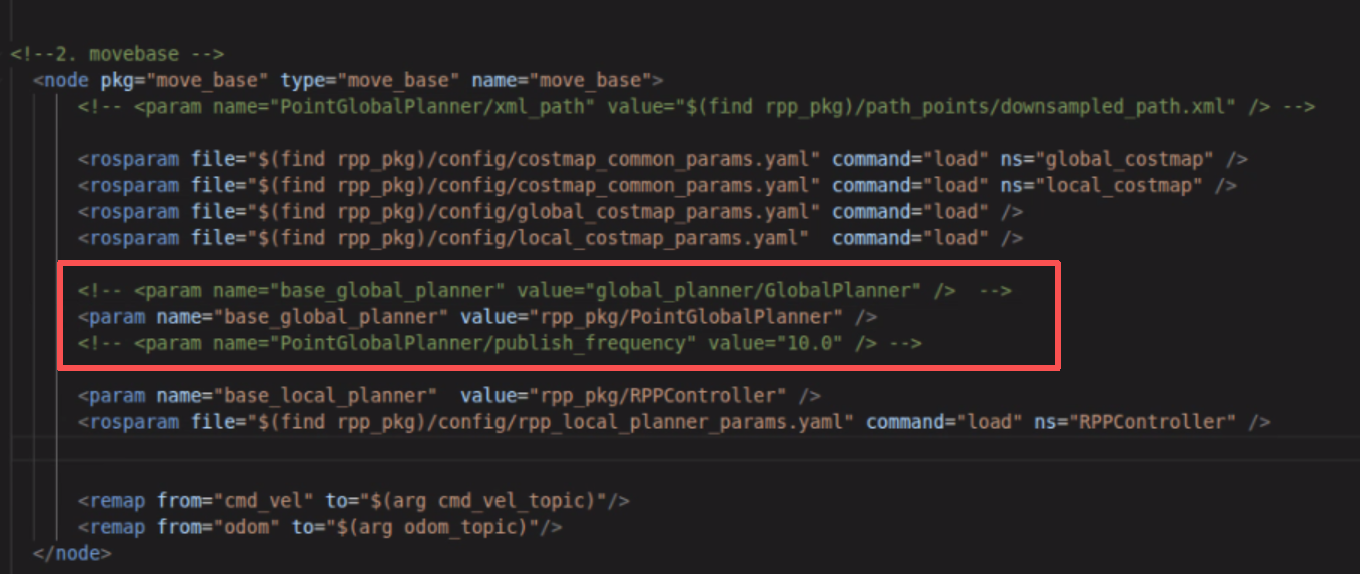 <!--2. movebase -->
<node pkg="move_base" type="move_base" name="move_base">
<!-- <param name="PointGlobalPlanner/xml_path" value="$(find rpp_pkg)/path_points/downsampled_path.xml" /> -->
<rosparam file="$(find rpp_pkg)/config/costmap_common_params.yaml" command="load" ns="global_costmap" />
<rosparam file="$(find rpp_pkg)/config/costmap_common_params.yaml" command="load" ns="local_costmap" />
<rosparam file="$(find rpp_pkg)/config/global_costmap_params.yaml" command="load" />
<rosparam file="$(find rpp_pkg)/config/local_costmap_params.yaml"  command="load" />
<!-- <param name="base_global_planner" value="global_planner/GlobalPlanner" />  -->
<param name="base_global_planner" value="rpp_pkg/PointGlobalPlanner" />
<!-- <param name="PointGlobalPlanner/publish_frequency" value="10.0" /> -->
<param name="base_local_planner"  value="rpp_pkg/RPPController" />
<rosparam file="$(find rpp_pkg)/config/rpp_local_planner_params.yaml" command="load" ns="RPPController" />
<remap from="cmd_vel" to="$(arg cmd_vel_topic)"/>
<remap from="odom" to="$(arg odom_topic)"/>
</node>